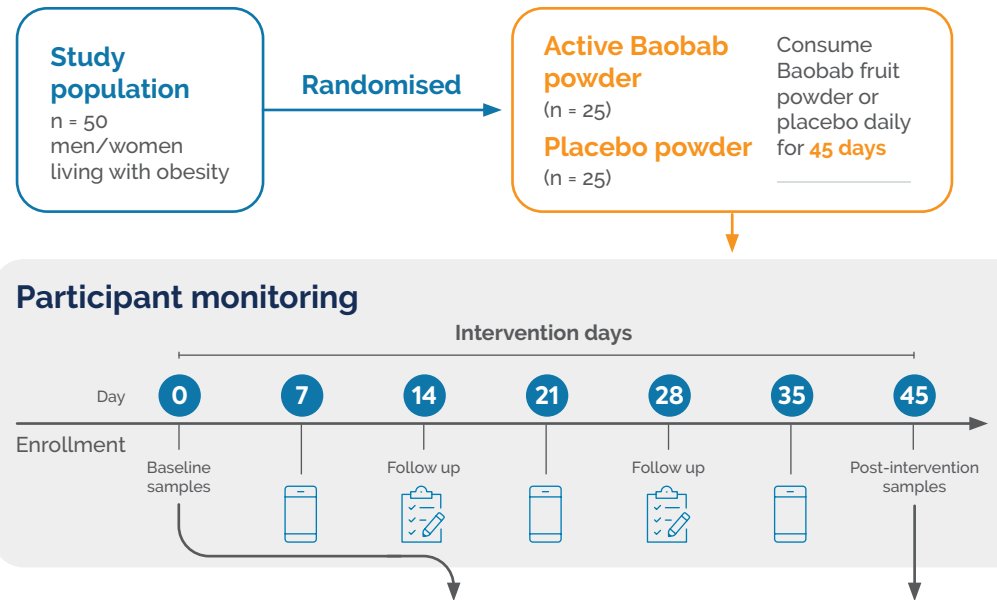 Study
population
n = 50
men/women
living with obesity
Randomised
Active Baobab
powder
(n = 25)
Placebo powder
(n = 25)
Consume
Baobab fruit
powder or
placebo daily
for 45 days
Participant monitoring
Intervention days
Day 0 7 14 21 28 35 45
Enrollment
Baseline
samples
Follow up
Follow up
Post-intervention
samples